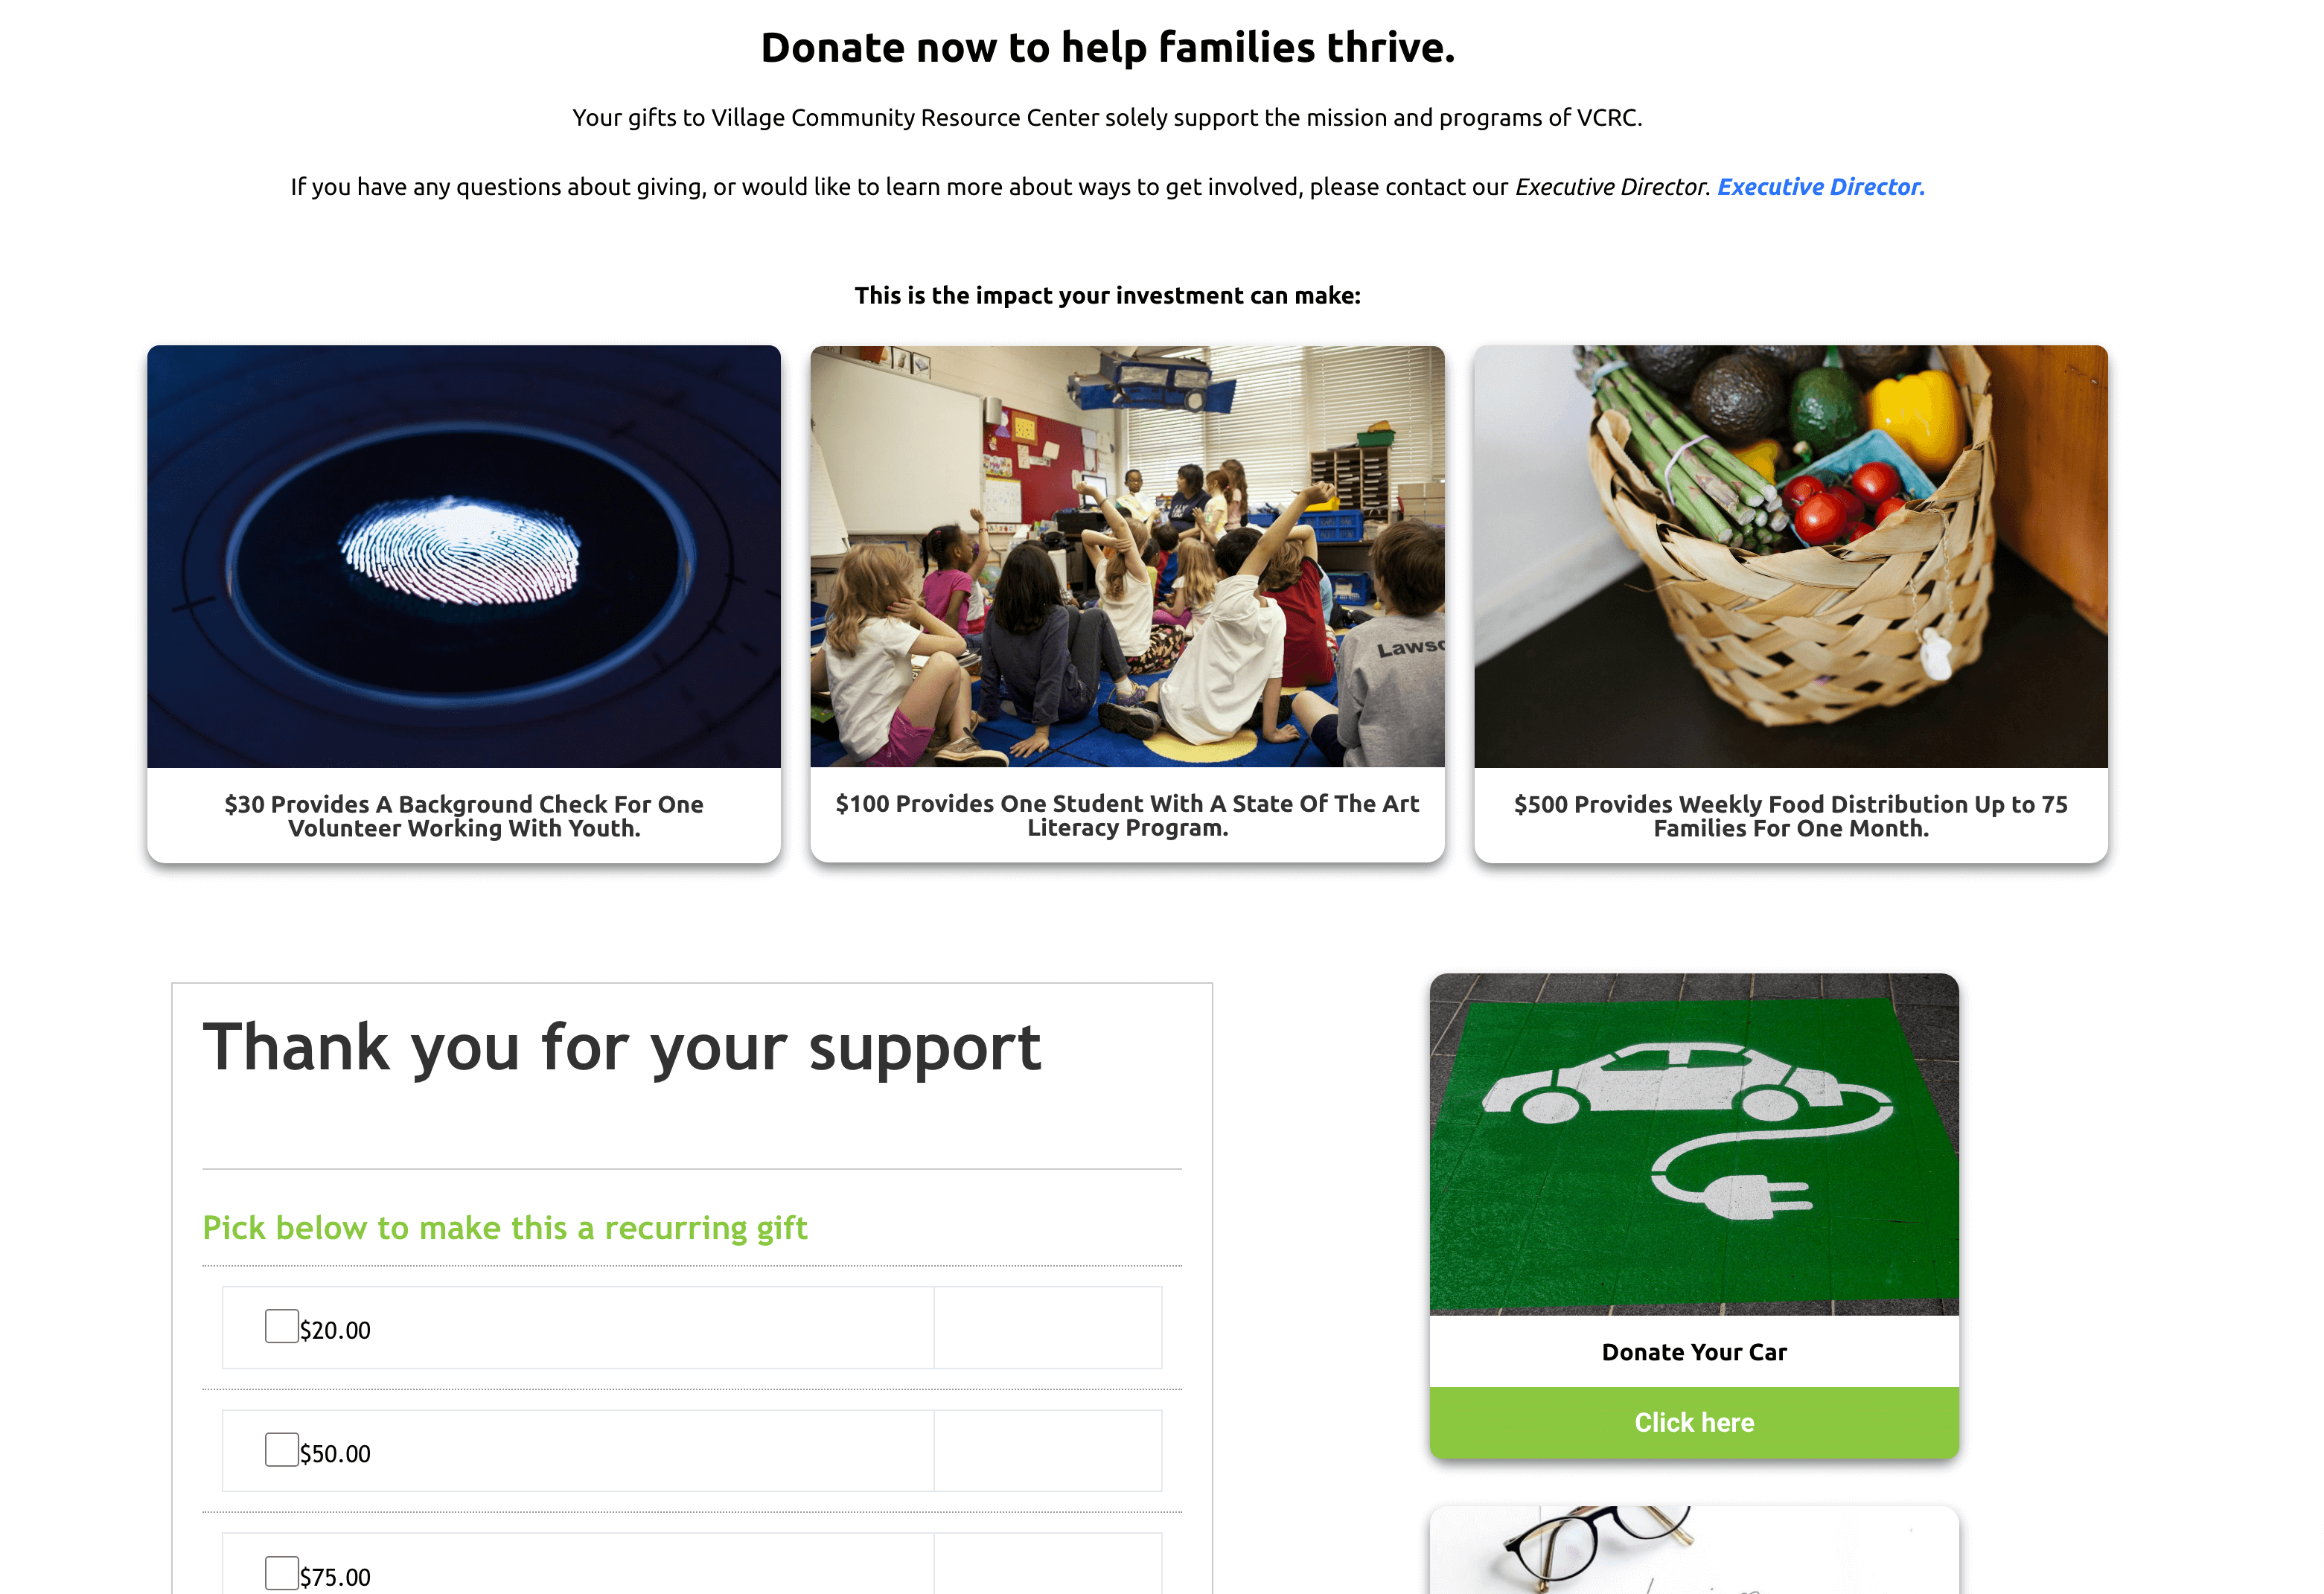 Donate now to help families thrive.
Your gifts to Village Community Resource Center solely support the mission and programs of VCRC.
If you have any questions about giving, or would like to learn more about ways to get involved, please contact our Executive Director. Executive Director.
This is the impact your investment can make:
Lawso
$30 Provides A Background Check For One
Volunteer Working With Youth.
$100 Provides One Student With A State Of The Art
Literacy Program.
$500 Provides Weekly Food Distribution Up to 75
Families For One Month.
Thank you for your support
Pick below to make this a recurring gift
$20.00
$50.00
$75.00
Donate Your Car
Click here